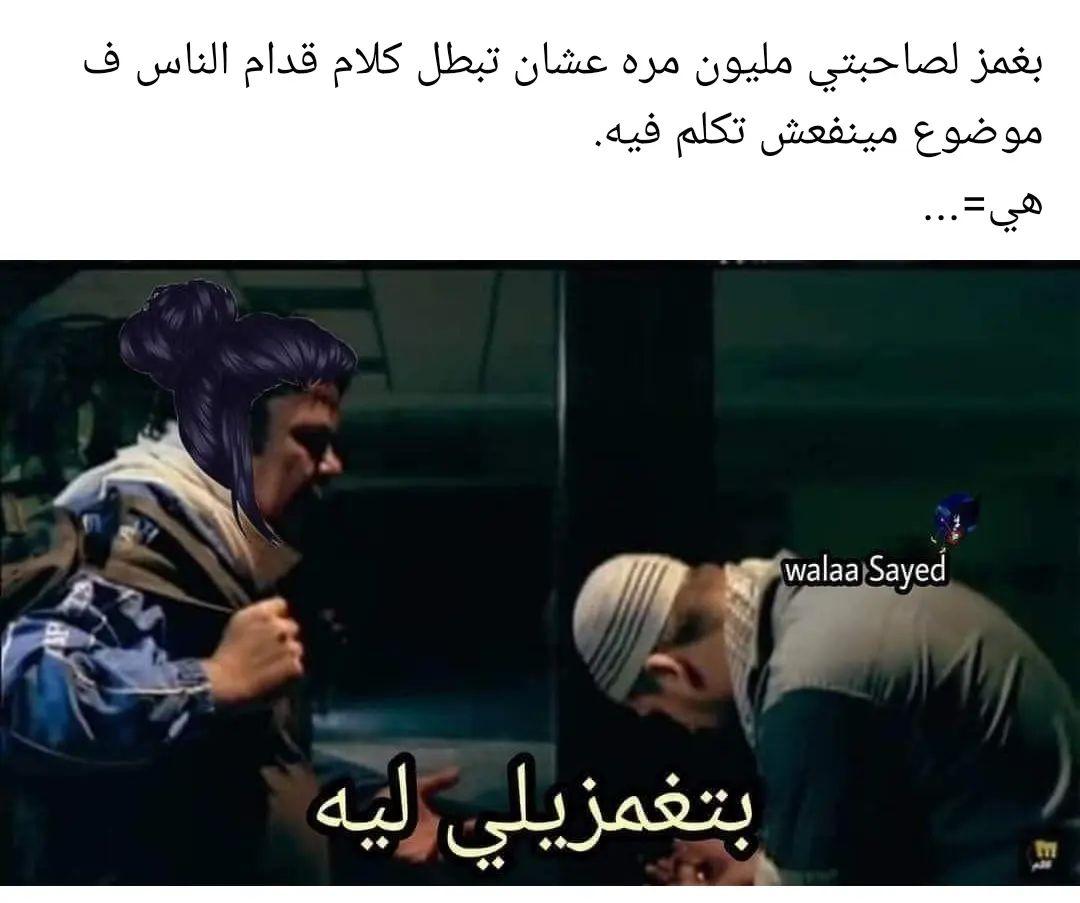 بغمز لصاحبتي مليون مره عشان تبطل كلام قدام الناس ف
موضوع مينفعش تكلم فيه.
هي=...
walaa Sayed
بتغمزيلي ليه